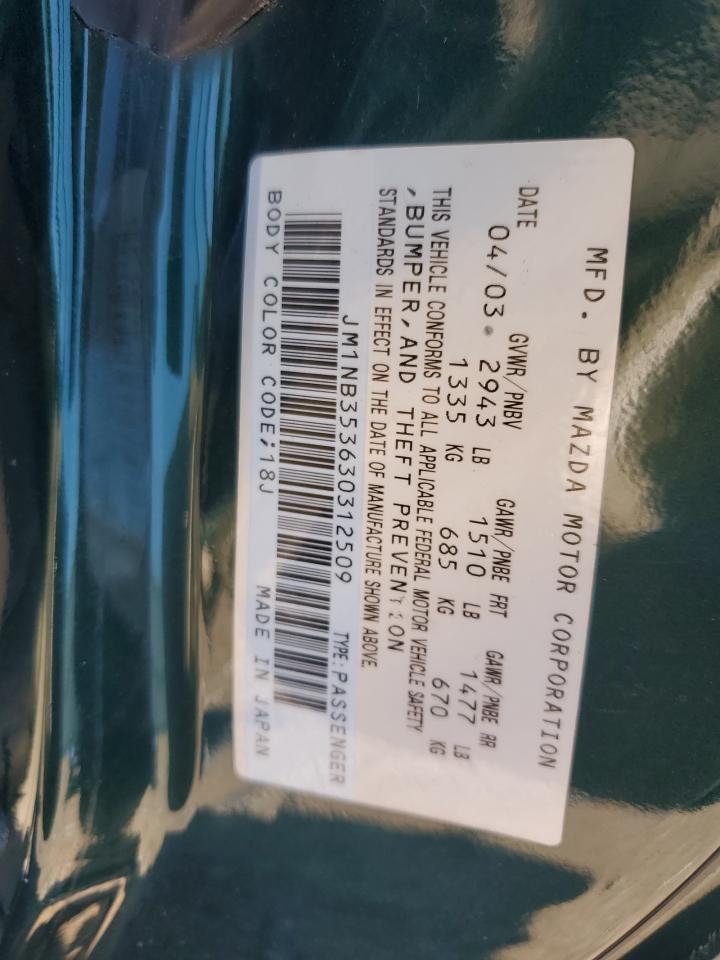 MFD. BY MAZDA MOTOR CORPORATION
DATE GVWR/PNBV GAWR/PNBE FRT GAWR/PNBE RR
04/03 2943 LB 1510 LB 1477 LB
1335 KG 685 KG 670 KG
THIS VEHICLE CONFORMS TO ALL APPLICABLE FEDERAL MOTOR VEHICLE SAFETY
,BUMPER,AND THEFT PREVENTION
STANDARDS IN EFFECT ON THE DATE OF MANUFACTURE SHOWN ABOVE.
JM1NB353630312509 TYPE:PASSENGER
BODY COLOR CODE;18J MADE IN JAPAN